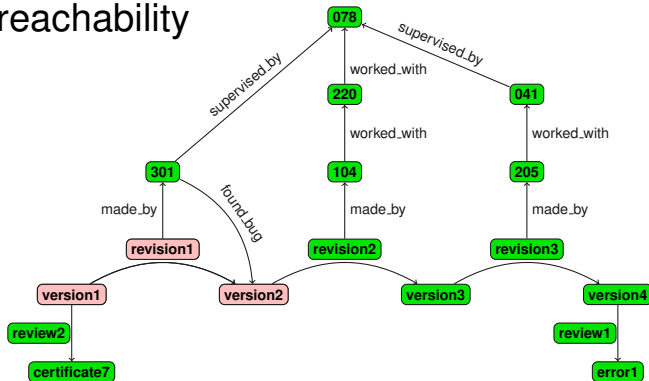 reachability
078
supervised_by
supervised_by
worked_with
220
041
worked_with
worked_with
301
104
205
made_by
found_bug
made_by
made_by
revision1
revision2
revision3
version1
version2
version3
version4
review2
review1
certificate7
error1